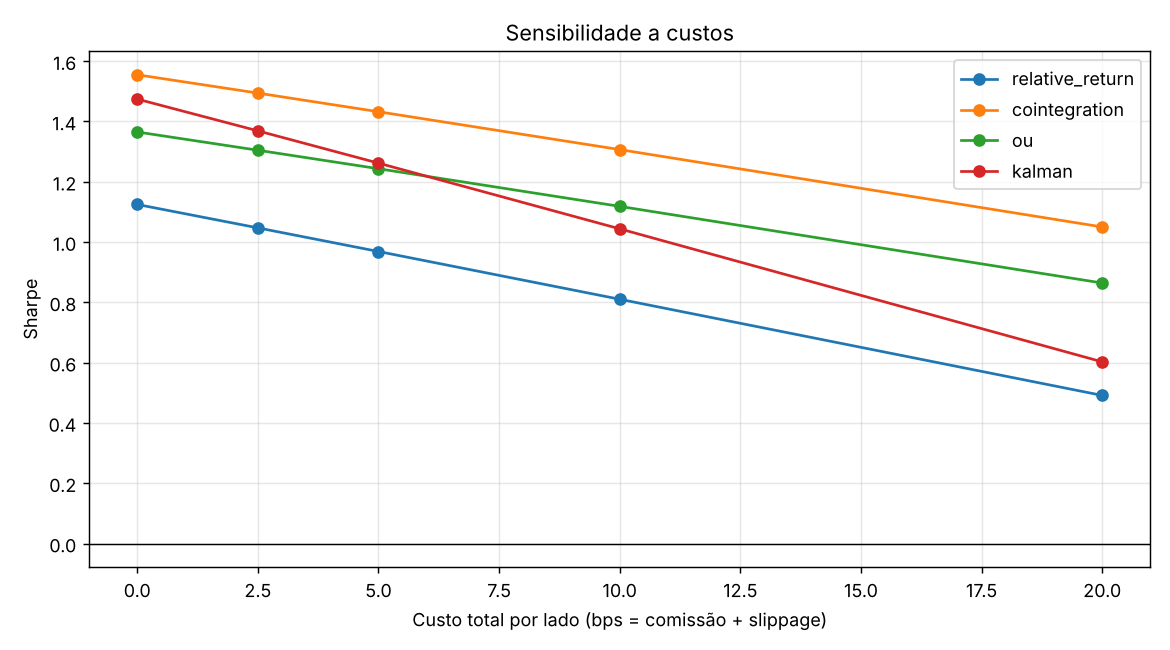 Sensibilidade a custos
relative_return
cointegration
ou
kalman
Sharpe
1.6
1.4
1.2
1.0
0.8
0.6
0.4
0.2
0.0
0.0 2.5 5.0 7.5 10.0 12.5 15.0 17.5 20.0
Custo total por lado (bps = comissão + slippage)